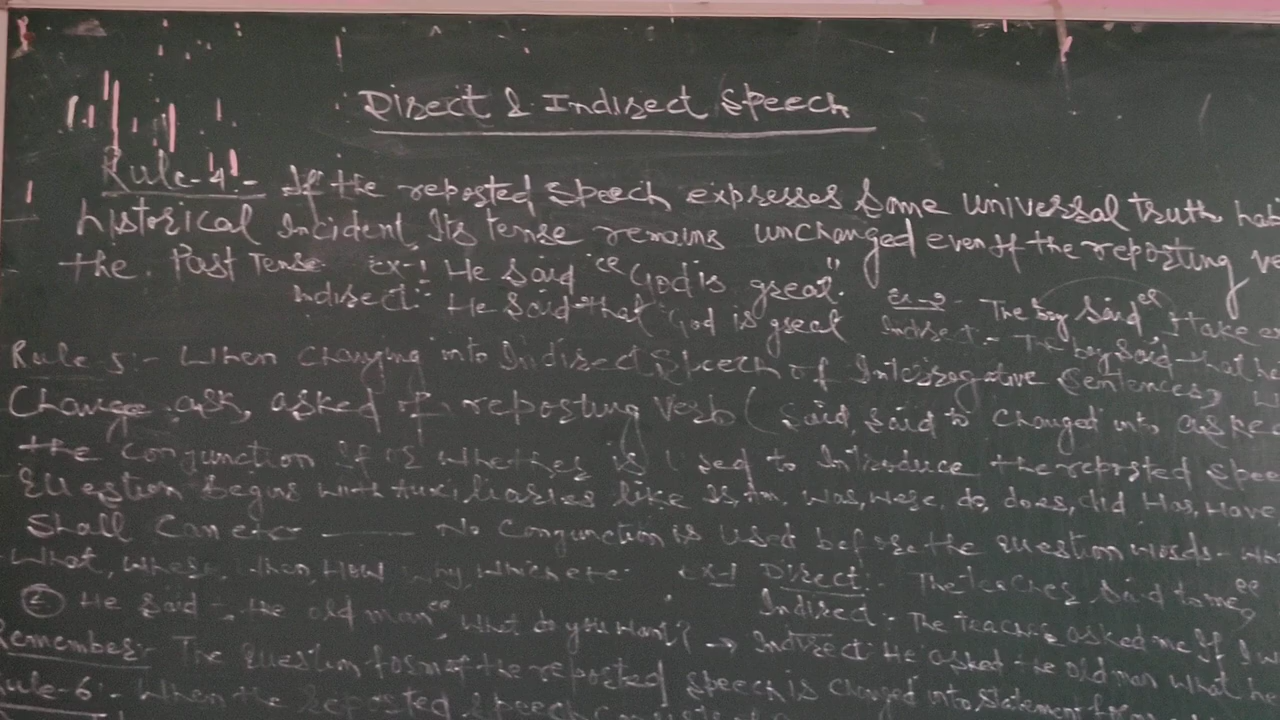 Direct & Indirect Speech
Rule-4:- If the reported speech expresses some universal truth
historical Incident, Its tense remains unchanged even if the reporting
the Past Tense Ex-1 He said "God is great".
Indirect:- He said that God is great Ex-2- The boy said "I take
Indirect:- The boy said that he
Rule 5:- When changing into Indirect Speech of Interrogative Sentences,
Change ask, asked of reporting verb (Said, said to changed into asked
the conjunction If or whether is used to Introduce the reported speech
Question begins with Auxiliaries like Is, Am, Was, Were, do, does, did Has, Have
Shall Can etc — No Conjunction is used before the question words-
What, Where, When, How why, which etc. Ex-1 Direct:- The teacher said to me, "
Indirect:- The teacher asked me If I
② He said to the old man "What do you want? → Indirect He asked the old man what he
Remember:- The question form of the reported speech is changed into statement form
Rule-6:- When the reported speech